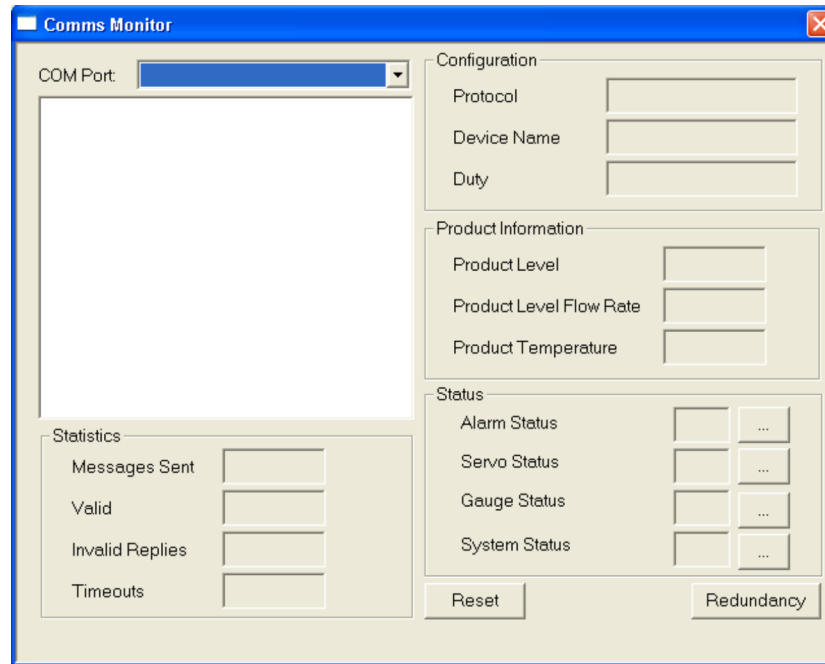 Comms Monitor
COM Port:
Configuration
Protocol
Device Name
Duty
Product Information
Product Level
Product Level Flow Rate
Product Temperature
Statistics
Messages Sent
Valid
Invalid Replies
Timeouts
Status
Alarm Status
...
Servo Status
...
Gauge Status
...
System Status
...
Reset
Redundancy